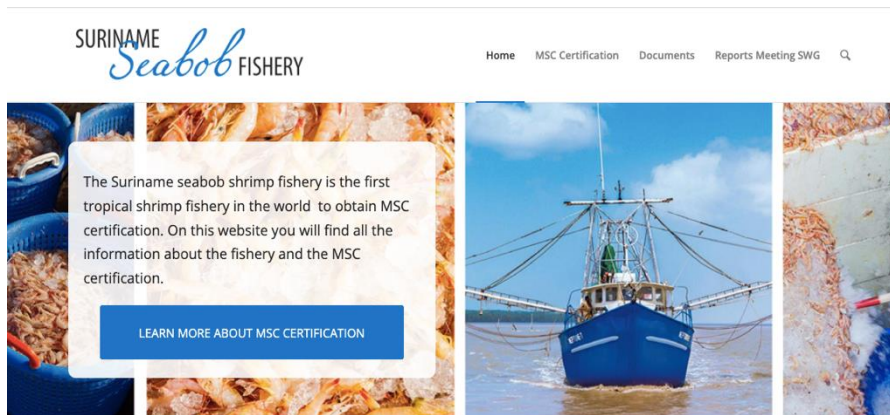 SURINAME
Seabob FISHERY
Home MSC Certification Documents Reports Meeting SWG
The Suriname seabob shrimp fishery is the first
tropical shrimp fishery in the world to obtain MSC
certification. On this website you will find all the
information about the fishery and the MSC
certification.
LEARN MORE ABOUT MSC CERTIFICATION